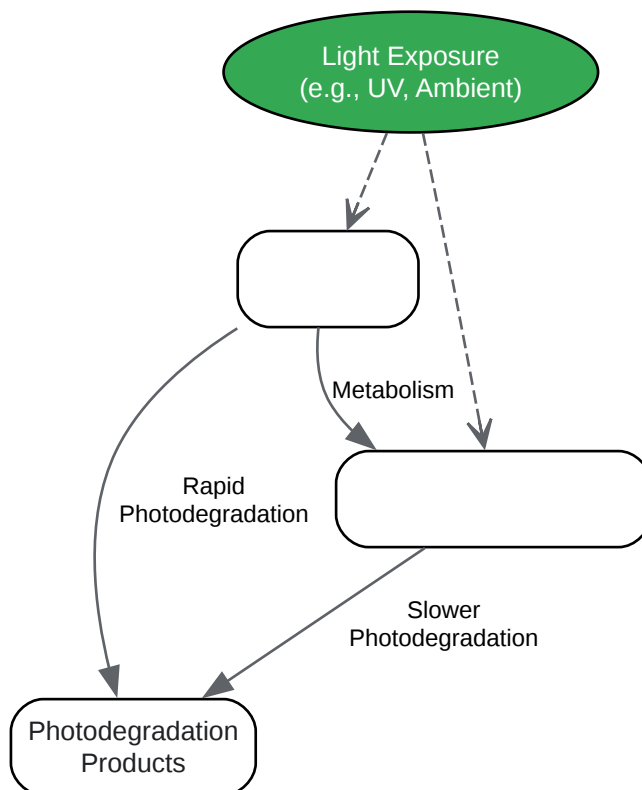 Light Exposure
(e.g., UV, Ambient)
Metabolism
Rapid
Photodegradation
Slower
Photodegradation
Photodegradation
Products